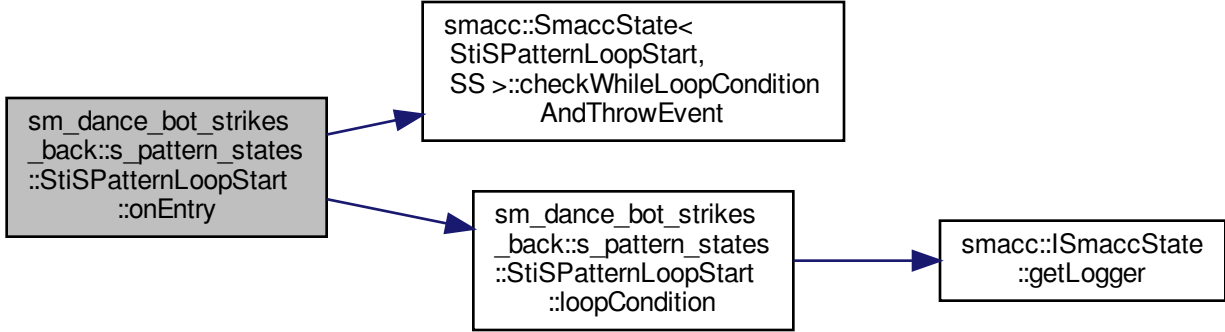 sm_dance_bot_strikes
_back::s_pattern_states
::StiSPatternLoopStart
::onEntry
smacc::SmaccState<
StiSPatternLoopStart,
SS >::checkWhileLoopCondition
AndThrowEvent
sm_dance_bot_strikes
_back::s_pattern_states
::StiSPatternLoopStart
::loopCondition
smacc::ISmaccState
::getLogger